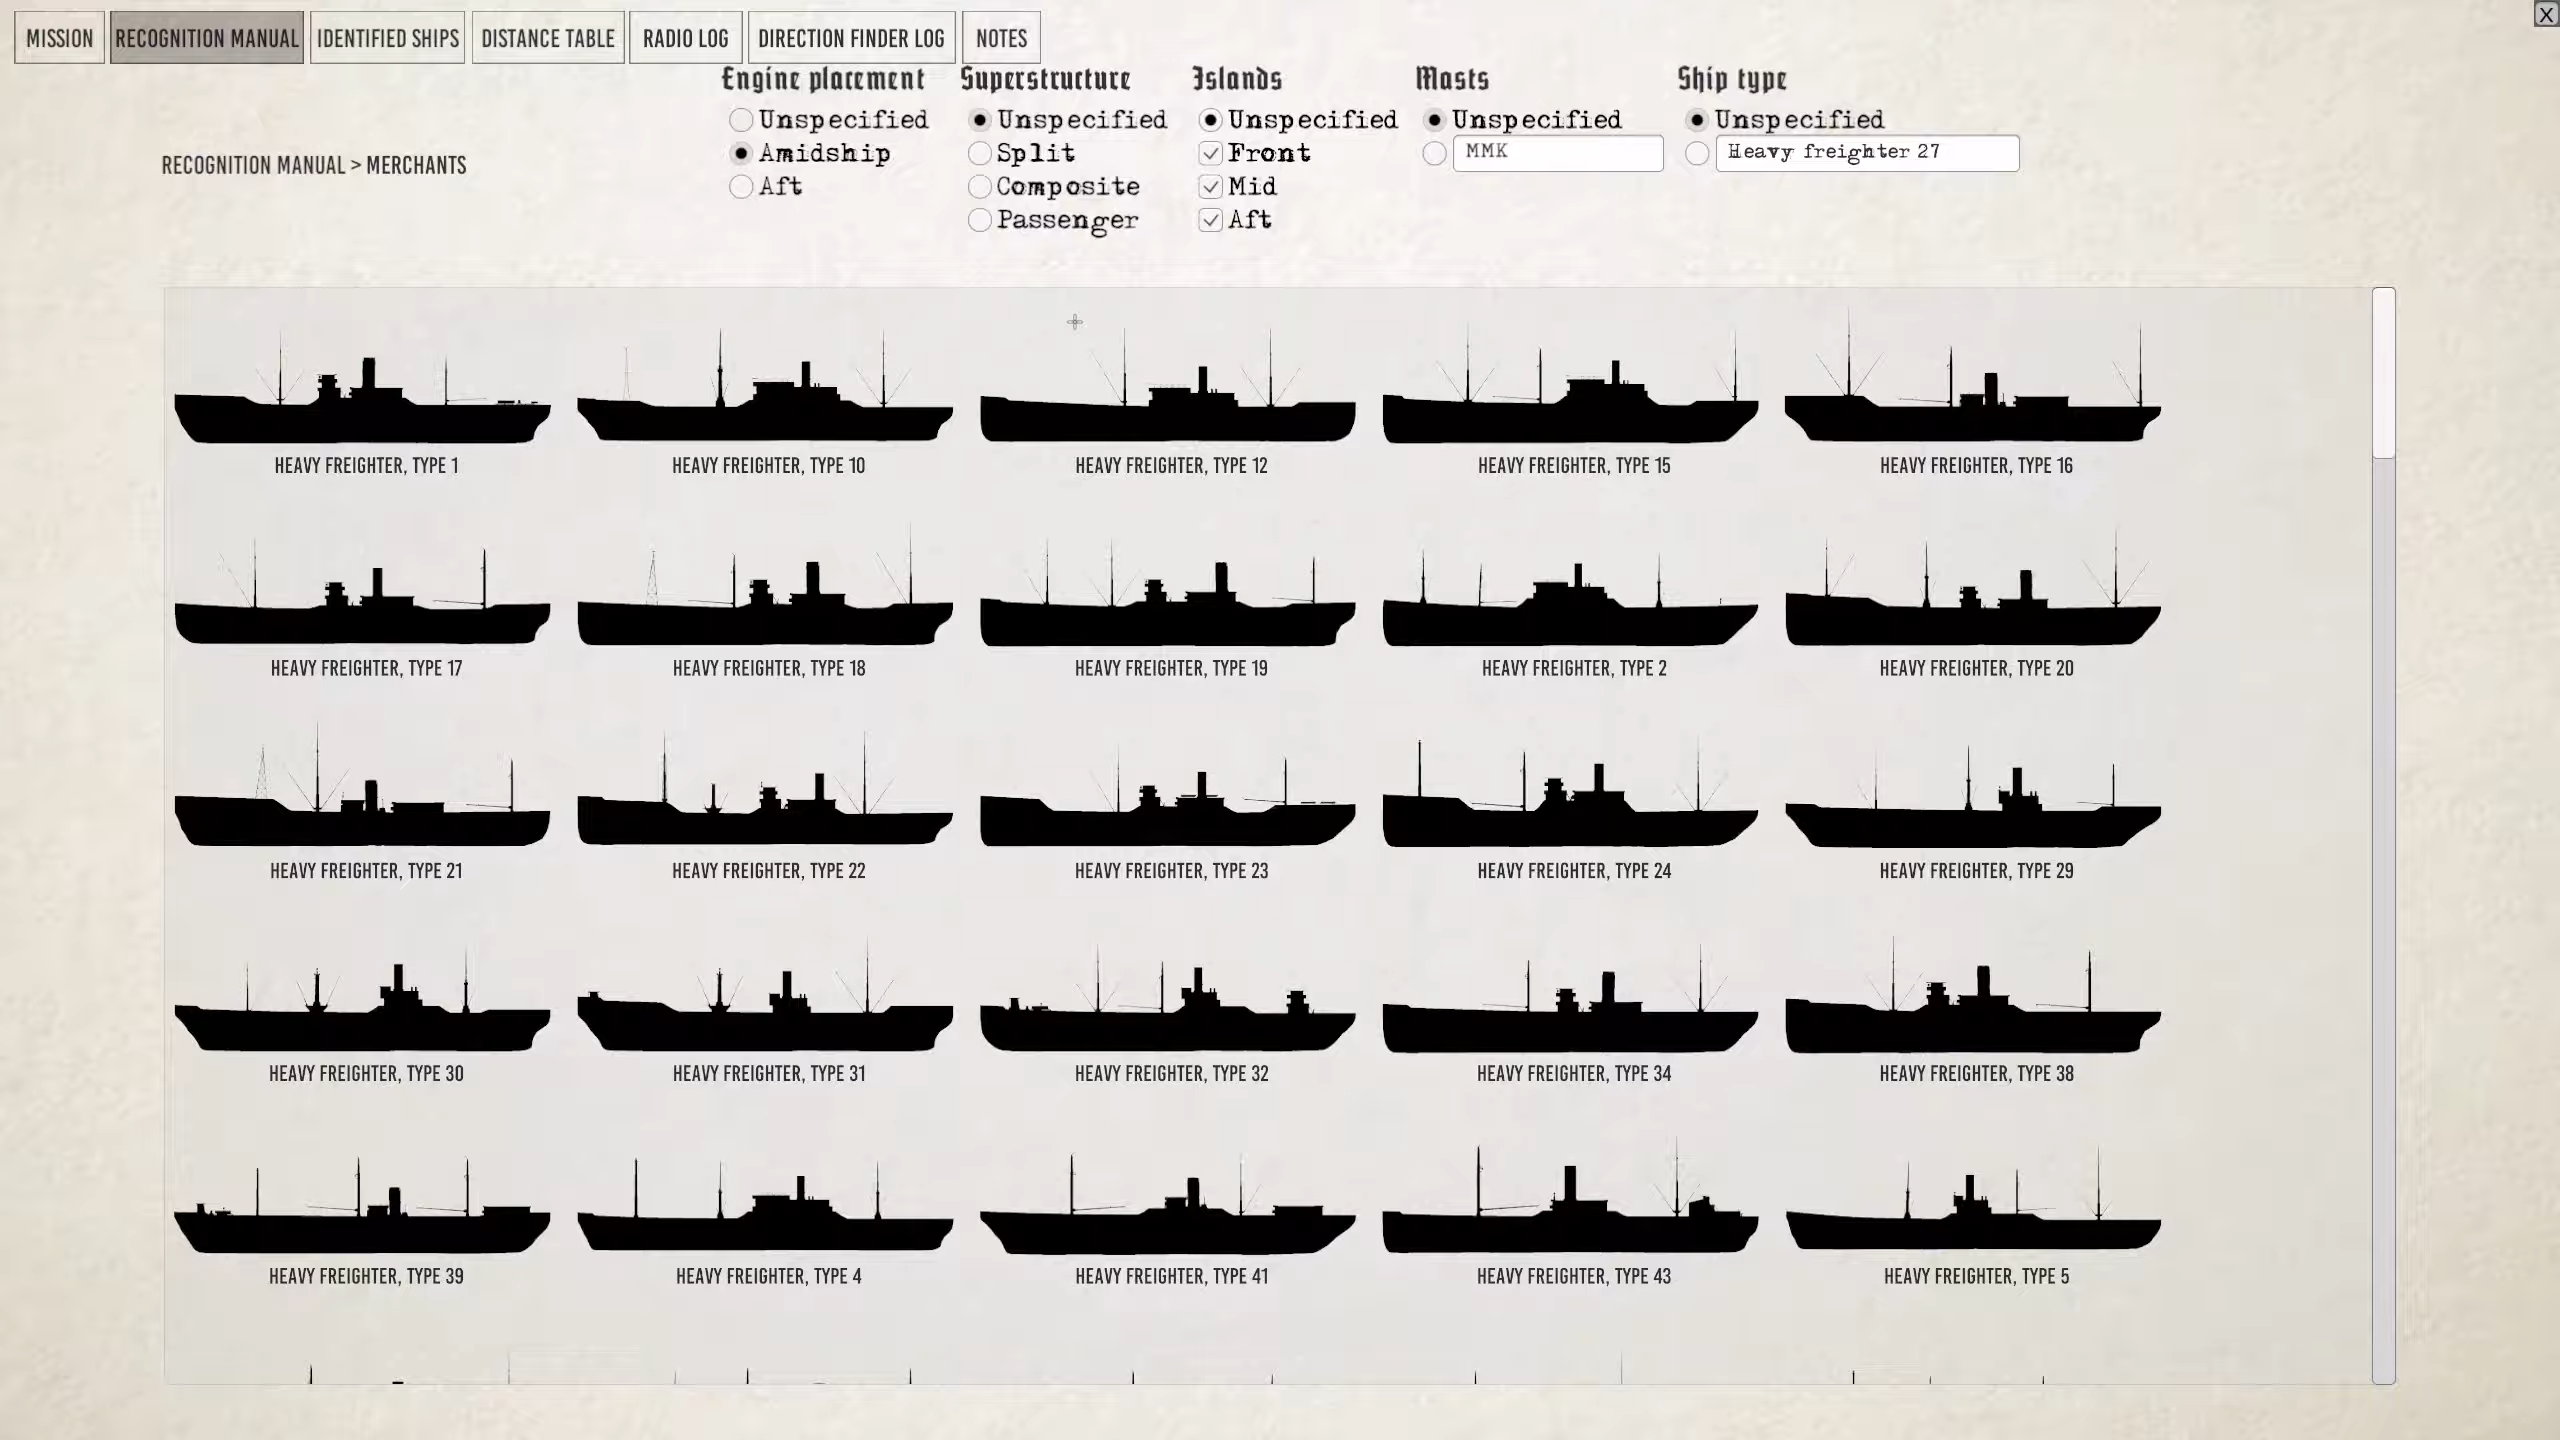 MISSION RECOGNITION MANUAL IDENTIFIED SHIPS DISTANCE TABLE RADIO LOG DIRECTION FINDER LOG NOTES X
Engine placement Superstructure Islands Masts Ship type
Unspecified Unspecified Unspecified Unspecified Unspecified
Amidship Split Front MMK Heavy freighter 27
RECOGNITION MANUAL > MERCHANTS
Aft Composite Mid
Passenger Aft
HEAVY FREIGHTER, TYPE 1 HEAVY FREIGHTER, TYPE 10 HEAVY FREIGHTER, TYPE 12 HEAVY FREIGHTER, TYPE 15 HEAVY FREIGHTER, TYPE 16
HEAVY FREIGHTER, TYPE 17 HEAVY FREIGHTER, TYPE 18 HEAVY FREIGHTER, TYPE 19 HEAVY FREIGHTER, TYPE 2 HEAVY FREIGHTER, TYPE 20
HEAVY FREIGHTER, TYPE 21 HEAVY FREIGHTER, TYPE 22 HEAVY FREIGHTER, TYPE 23 HEAVY FREIGHTER, TYPE 24 HEAVY FREIGHTER, TYPE 29
HEAVY FREIGHTER, TYPE 30 HEAVY FREIGHTER, TYPE 31 HEAVY FREIGHTER, TYPE 32 HEAVY FREIGHTER, TYPE 34 HEAVY FREIGHTER, TYPE 38
HEAVY FREIGHTER, TYPE 39 HEAVY FREIGHTER, TYPE 4 HEAVY FREIGHTER, TYPE 41 HEAVY FREIGHTER, TYPE 43 HEAVY FREIGHTER, TYPE 5